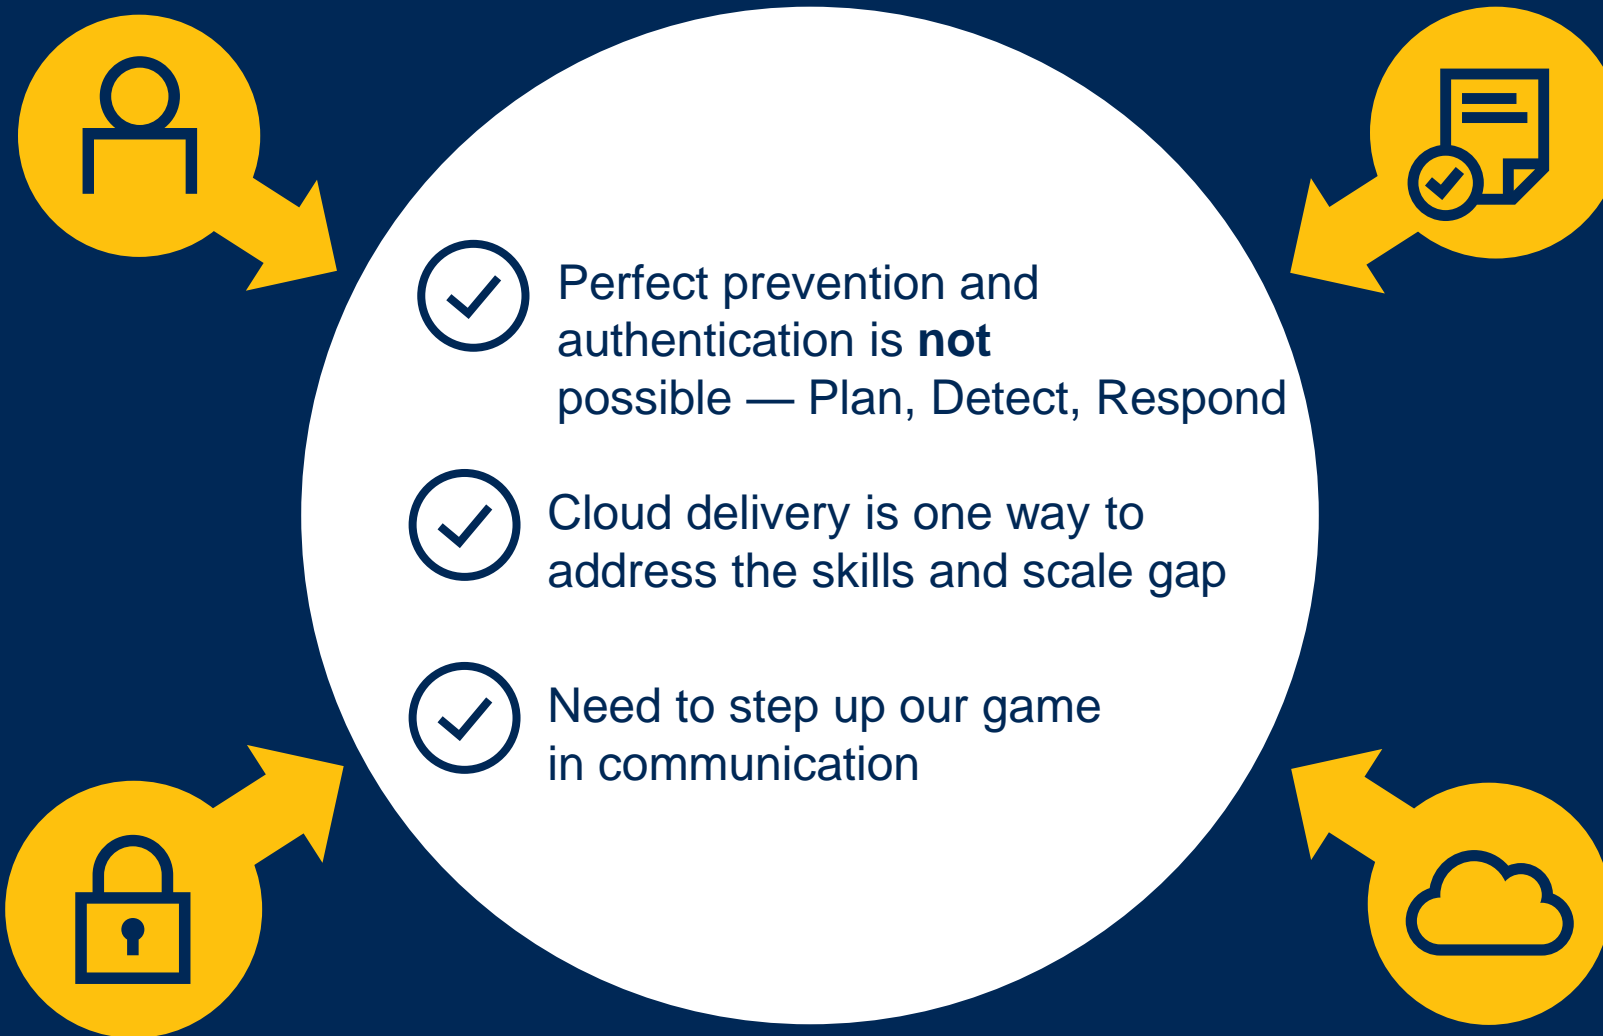 Perfect prevention and
authentication is not
possible — Plan, Detect, Respond
Cloud delivery is one way to
address the skills and scale gap
Need to step up our game
in communication